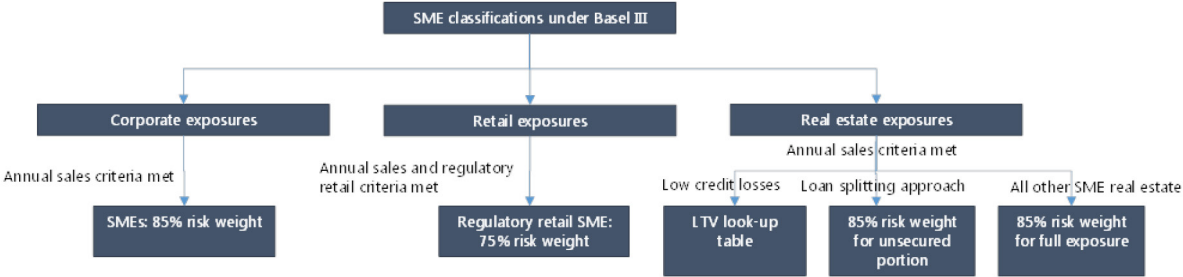 SME classifications under Basel III
Corporate exposures
Retail exposures
Real estate exposures
Annual sales criteria met
Annual sales and regulatory
retail criteria met
Annual sales criteria met
Low credit losses
Loan splitting approach
All other SME real estate
SMEs: 85% risk weight
Regulatory retail SME:
75% risk weight
LTV look-up
table
85% risk weight
for unsecured
portion
85% risk weight
for full exposure